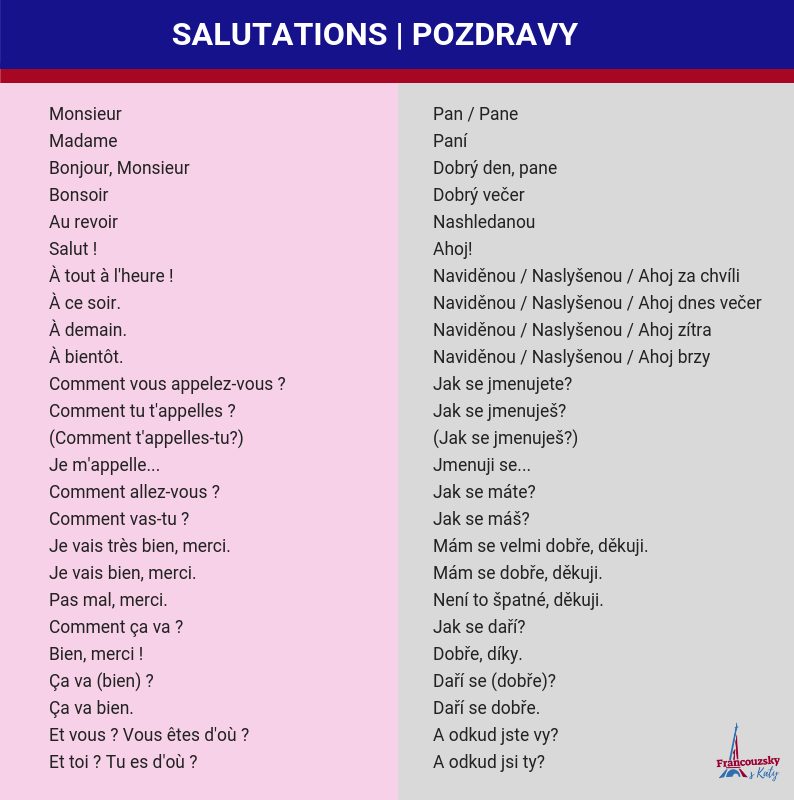 SALUTATIONS | POZDRAVY
Monsieur
Madame
Bonjour, Monsieur
Bonsoir
Au revoir
Salut !
À tout à l'heure !
À ce soir.
À demain.
À bientôt.
Comment vous appelez-vous ?
Comment tu t'appelles ?
(Comment t'appelles-tu?)
Je m'appelle...
Comment allez-vous ?
Comment vas-tu ?
Je vais très bien, merci.
Je vais bien, merci.
Pas mal, merci.
Comment ça va ?
Bien, merci !
Ça va (bien) ?
Ça va bien.
Et vous ? Vous êtes d'où ?
Et toi ? Tu es d'où ?
Pan / Pane
Paní
Dobrý den, pane
Dobrý večer
Nashledanou
Ahoj!
Naviděnou / Naslyšenou / Ahoj za chvíli
Naviděnou / Naslyšenou / Ahoj dnes večer
Naviděnou / Naslyšenou / Ahoj zítra
Naviděnou / Naslyšenou / Ahoj brzy
Jak se jmenujete?
Jak se jmenuješ?
(Jak se jmenuješ?)
Jmenuji se...
Jak se máte?
Jak se máš?
Mám se velmi dobře, děkuji.
Mám se dobře, děkuji.
Není to špatné, děkuji.
Jak se daří?
Dobře, díky.
Daří se (dobře)?
Daří se dobře.
A odkud jste vy?
A odkud jsi ty?
Francouzsky
s Katy